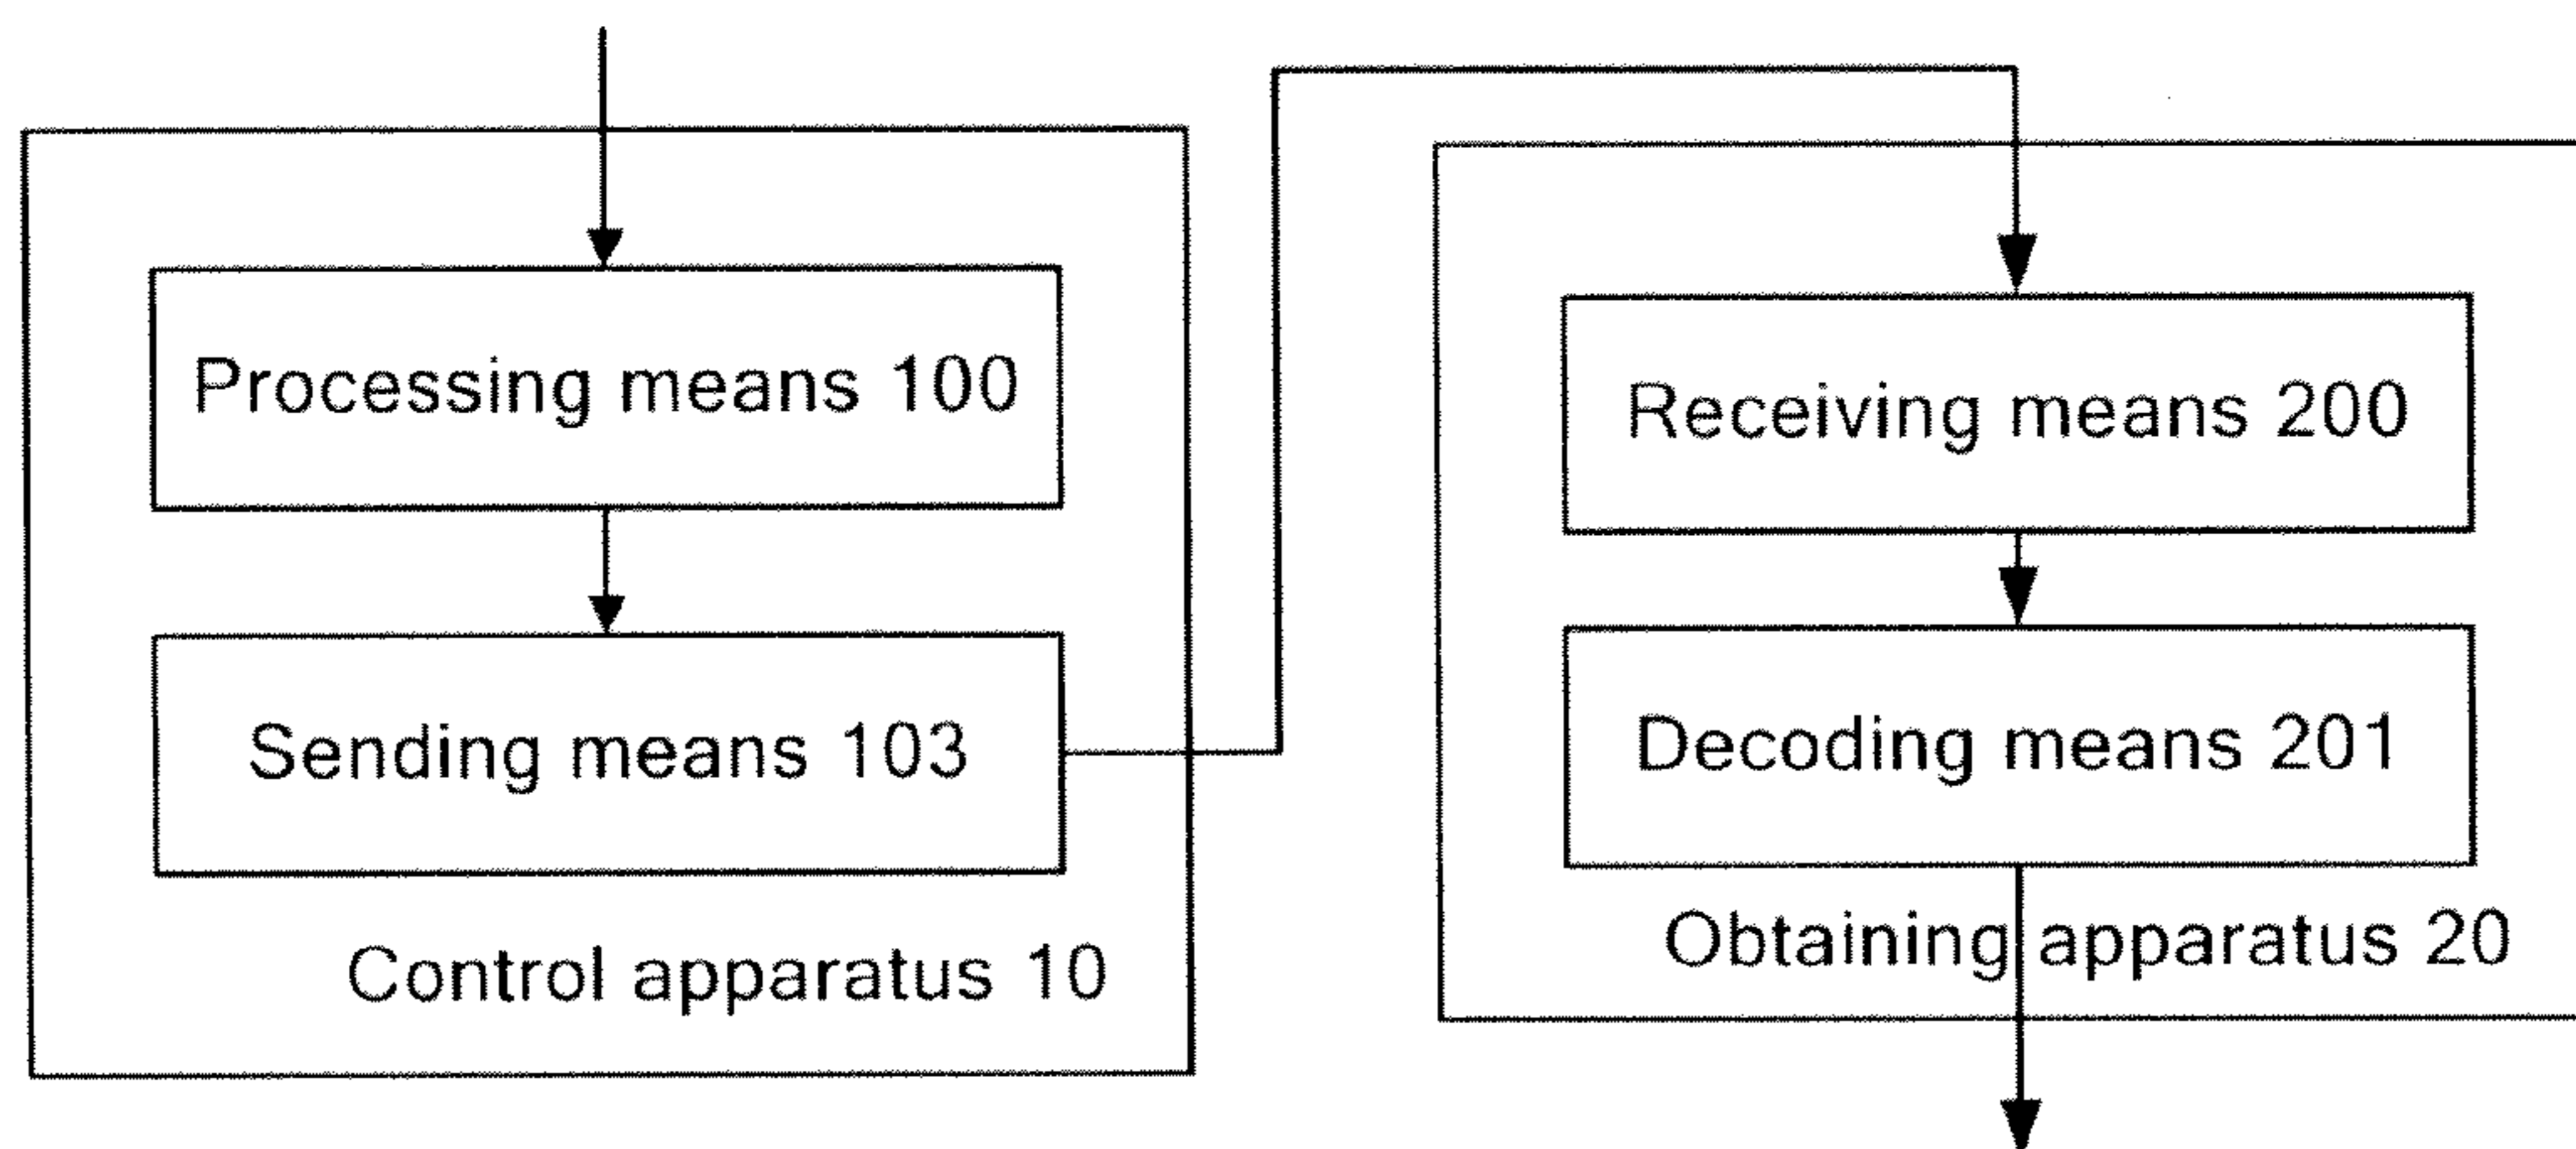 Processing means 100
Sending means 103
Control apparatus 10
Receiving means 200
Decoding means 201
Obtaining apparatus 20